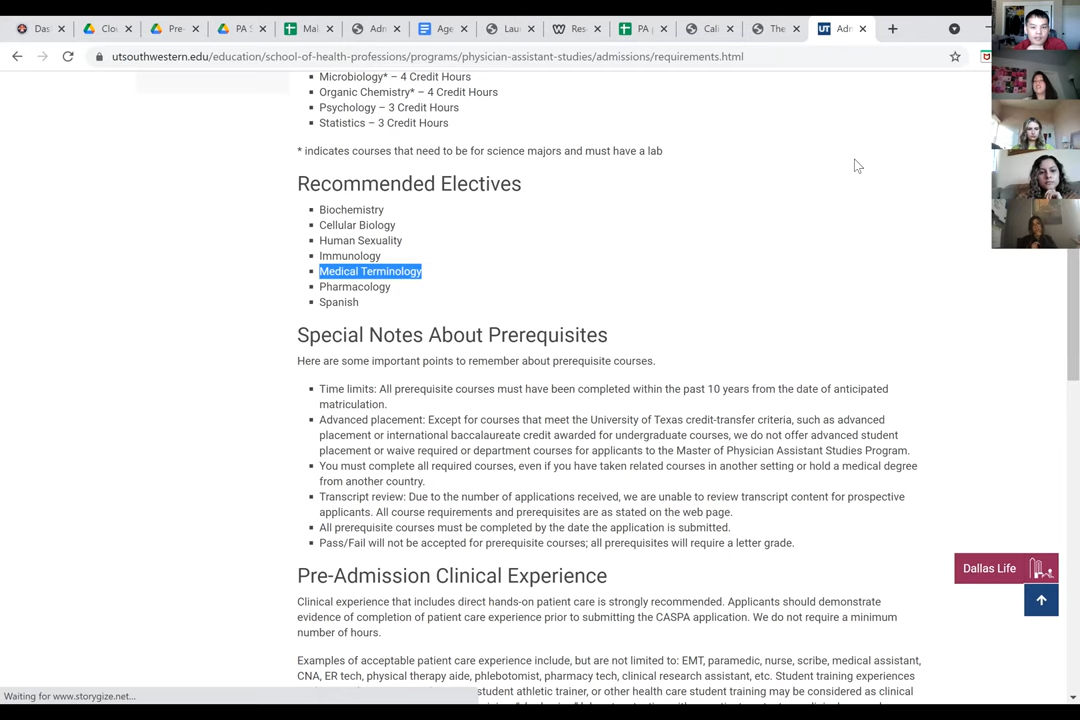 Das
Clo
Pre-
PA S
Mal
Adn
Age
Lau
Res
PA
Cali
The
UT Adn
utsouthwestern.edu/education/school-of-health-professions/programs/physician-assistant-studies/admissions/requirements.html
Microbiology* – 4 Credit Hours
Organic Chemistry* – 4 Credit Hours
Psychology – 3 Credit Hours
Statistics – 3 Credit Hours
* indicates courses that need to be for science majors and must have a lab
Recommended Electives
Biochemistry
Cellular Biology
Human Sexuality
Immunology
Medical Terminology
Pharmacology
Spanish
Special Notes About Prerequisites
Here are some important points to remember about prerequisite courses.
Time limits: All prerequisite courses must have been completed within the past 10 years from the date of anticipated
matriculation.
Advanced placement: Except for courses that meet the University of Texas credit-transfer criteria, such as advanced
placement or international baccalaureate credit awarded for undergraduate courses, we do not offer advanced student
placement or waive required or department courses for applicants to the Master of Physician Assistant Studies Program.
You must complete all required courses, even if you have taken related courses in another setting or hold a medical degree
from another country.
Transcript review: Due to the number of applications received, we are unable to review transcript content for prospective
applicants. All course requirements and prerequisites are as stated on the web page.
All prerequisite courses must be completed by the date the application is submitted.
Pass/Fail will not be accepted for prerequisite courses; all prerequisites will require a letter grade.
Dallas Life
Pre-Admission Clinical Experience
Clinical experience that includes direct hands-on patient care is strongly recommended. Applicants should demonstrate
evidence of completion of patient care experience prior to submitting the CASPA application. We do not require a minimum
number of hours.
Examples of acceptable patient care experience include, but are not limited to: EMT, paramedic, nurse, scribe, medical assistant,
CNA, ER tech, physical therapy aide, phlebotomist, pharmacy tech, clinical research assistant, etc. Student training experiences
student athletic trainer, or other health care student training may be considered as clinical
Waiting for www.storygize.net...